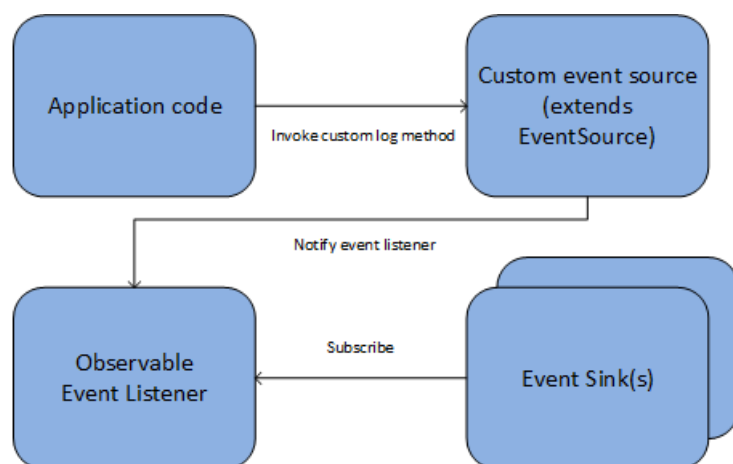 Application code
Invoke custom log method
Custom event source
(extends
EventSource)
Notify event listener
Observable
Event Listener
Subscribe
Event Sink(s)